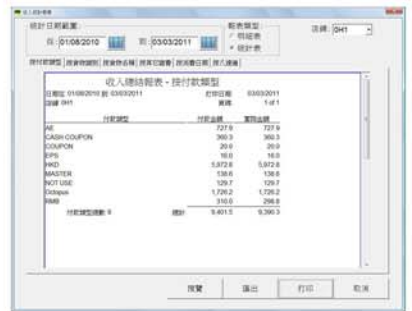 統計日期範圍:
由: 01/08/2010 到: 03/03/2011
報表類型:
明細表
統計表
店鋪: 0H1
按付款類型
收入總結報表 - 按付款類型
日期從 01/08/2010 到 03/03/2011 打印日期: 03/03/2011
店鋪 0H1 頁碼: 1 of 1
付款類型 付款金額 實際金額
AE 727.9 727.9
CASH COUPON 360.3 360.3
COUPON 20.0 20.0
EPS 16.0 16.0
HKD 5,972.8 5,972.8
MASTER 138.6 138.6
NOT USE 129.7 129.7
Octopus 1,726.2 1,726.2
RMB 310.0 298.8
付款類型總數: 9 總計 9,401.5 9,390.3
預覽 匯出 打印 取消